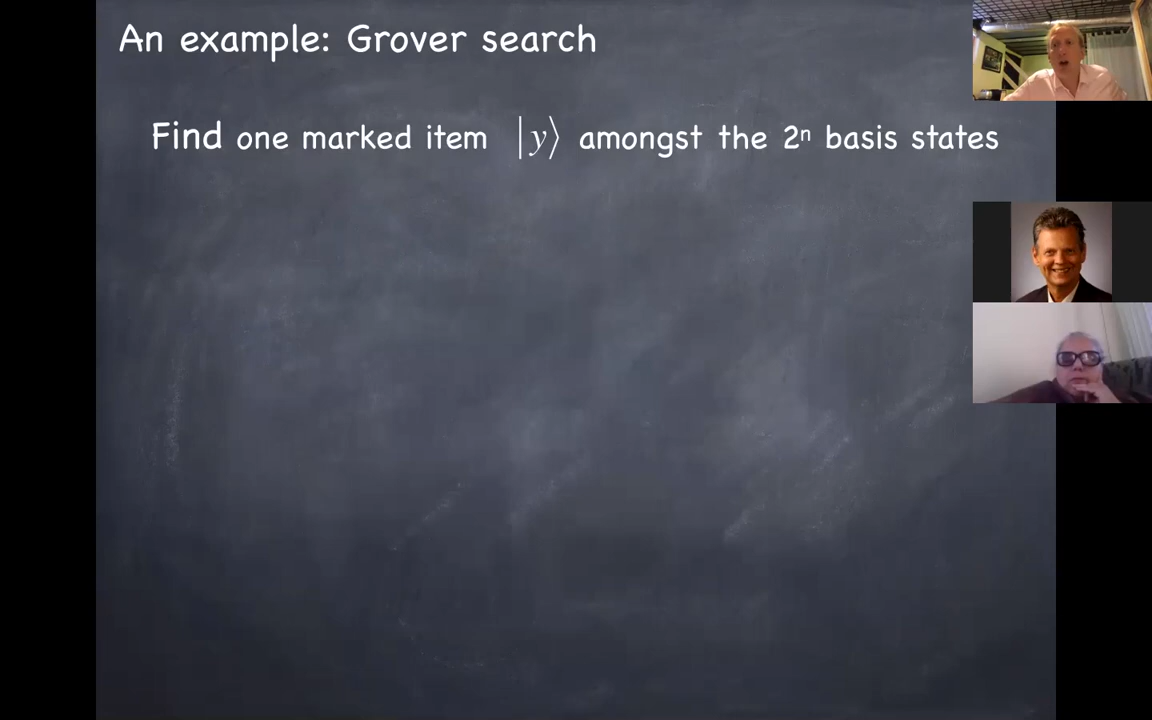 An example: Grover search
Find one marked item |y⟩ amongst the 2ⁿ basis states